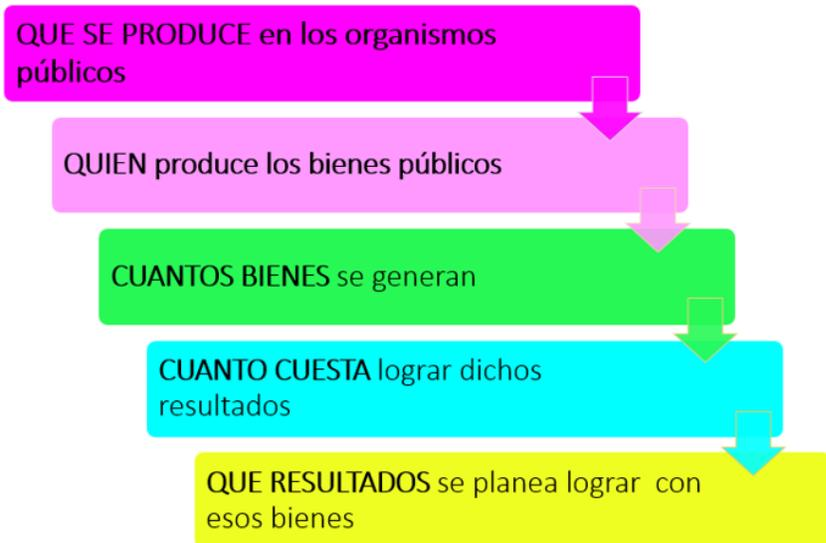 QUE SE PRODUCE en los organismos
públicos
QUIEN produce los bienes públicos
CUANTOS BIENES se generan
CUANTO CUESTA lograr dichos
resultados
QUE RESULTADOS se planea lograr  con
esos bienes